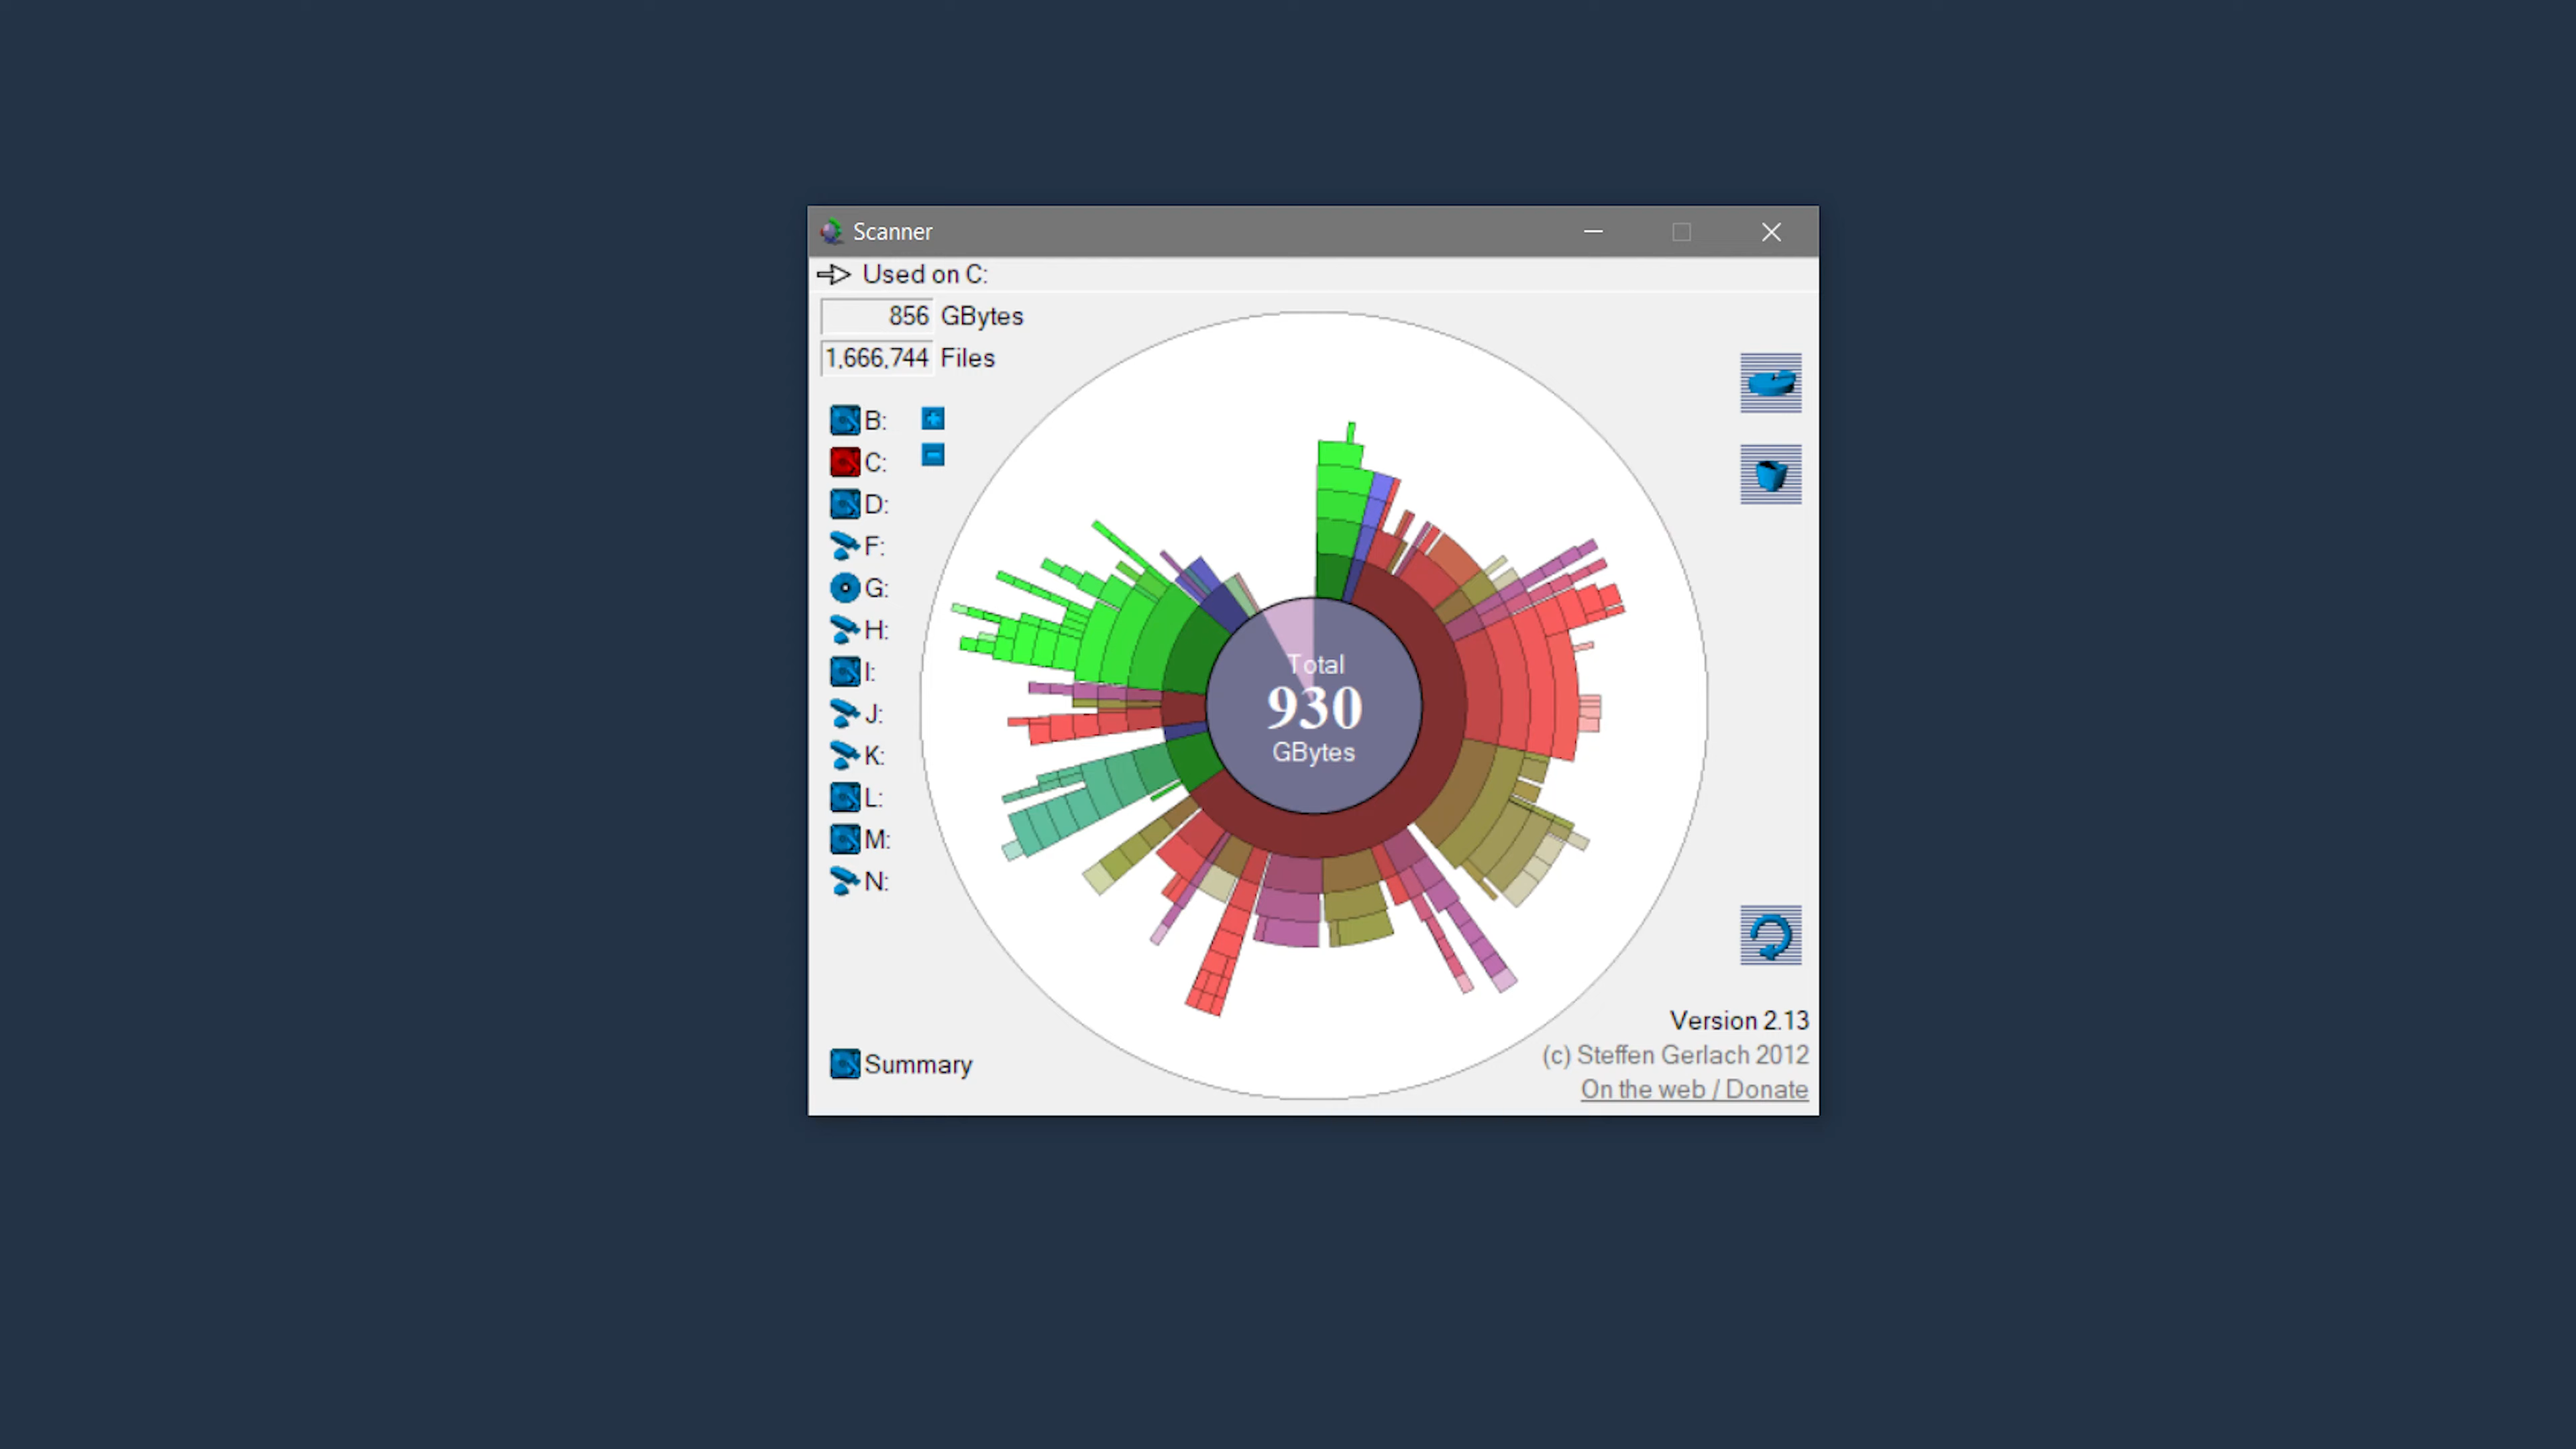 Scanner
Used on C:
856 GBytes
1,666,744 Files
B:
C:
D:
F:
G:
H:
I:
J:
K:
L:
M:
N:
Total
930
GBytes
Summary
Version 2.13
(c) Steffen Gerlach 2012
On the web / Donate